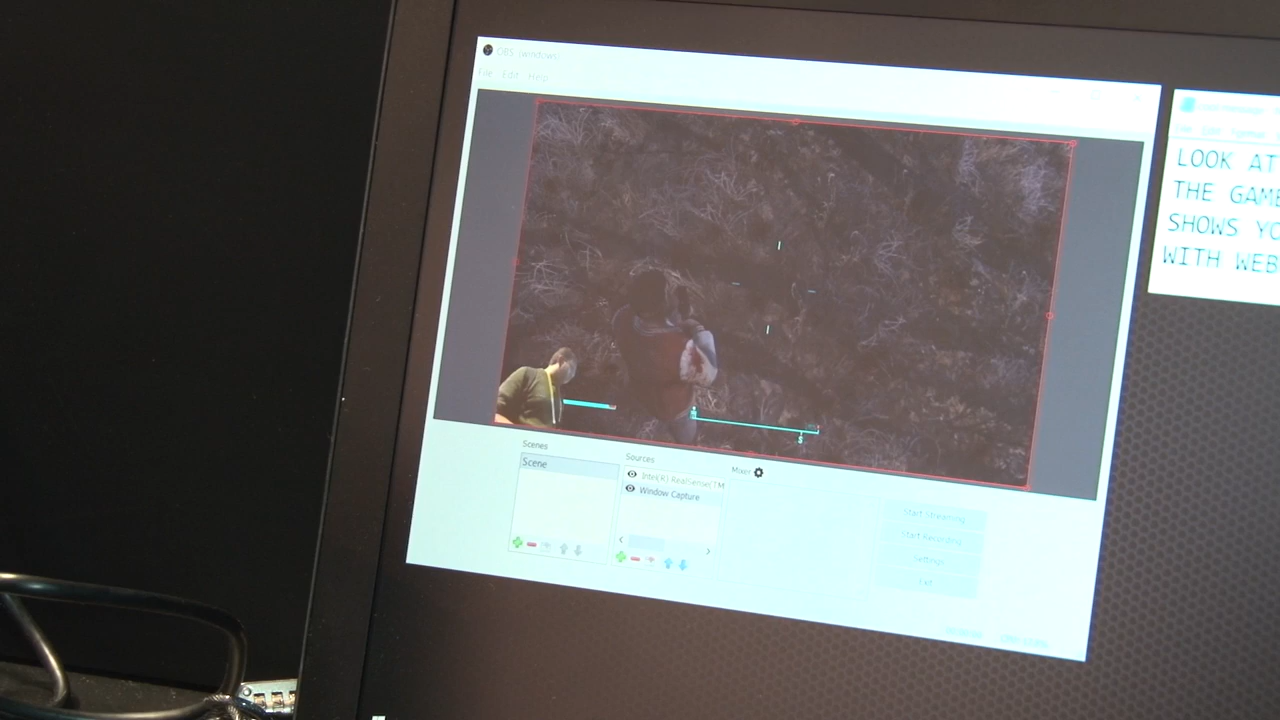 OBS (windows)
File Edit Help
LOOK AT
THE GAME
SHOWS YO
WITH WEB
Scenes
Scene
Sources
Intel(R) RealSense(TM
Window Capture
Mixer
Start Streaming
Start Recording
Settings
Exit